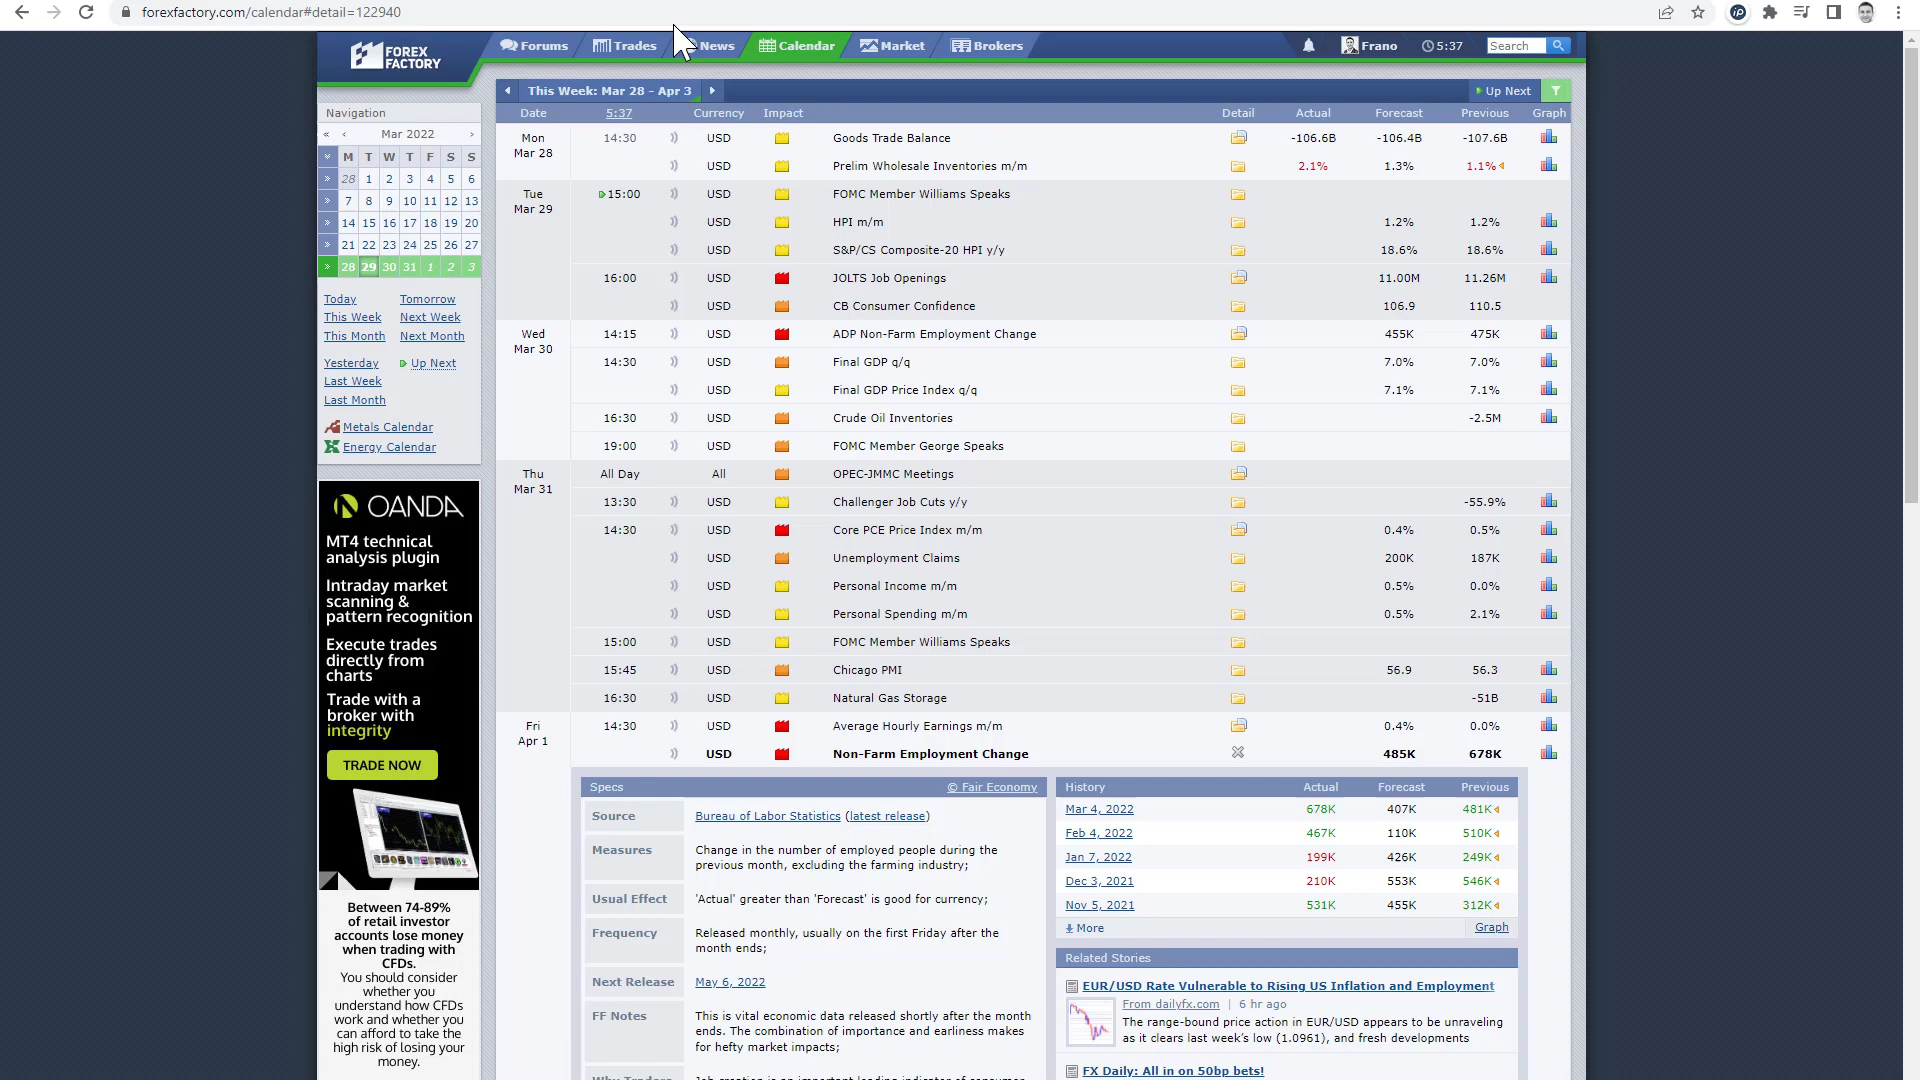 forexfactory.com/calendar#detail=122940
FOREX
FACTORY
Forums
Trades
News
Calendar
Market
Brokers
Frano
5:37
Search
Navigation
« ‹ Mar 2022 ›
M T W T F S S
28 1 2 3 4 5 6
7 8 9 10 11 12 13
14 15 16 17 18 19 20
21 22 23 24 25 26 27
28 29 30 31 1 2 3
Today Tomorrow
This Week Next Week
This Month Next Month
Yesterday Up Next
Last Week
Last Month
Metals Calendar
Energy Calendar
OANDA
MT4 technical
analysis plugin
Intraday market
scanning &
pattern recognition
Execute trades
directly from
charts
Trade with a
broker with
integrity
TRADE NOW
Between 74-89%
of retail investor
accounts lose money
when trading with
CFDs.
You should consider
whether you
understand how CFDs
work and whether you
can afford to take the
high risk of losing your
money.
This Week: Mar 28 - Apr 3 Up Next
Date 5:37 Currency Impact Detail Actual Forecast Previous Graph
Mon
Mar 28
14:30 USD Goods Trade Balance -106.6B -106.4B -107.6B
USD Prelim Wholesale Inventories m/m 2.1% 1.3% 1.1%
Tue
Mar 29
15:00 USD FOMC Member Williams Speaks
USD HPI m/m 1.2% 1.2%
USD S&P/CS Composite-20 HPI y/y 18.6% 18.6%
16:00 USD JOLTS Job Openings 11.00M 11.26M
USD CB Consumer Confidence 106.9 110.5
Wed
Mar 30
14:15 USD ADP Non-Farm Employment Change 455K 475K
14:30 USD Final GDP q/q 7.0% 7.0%
USD Final GDP Price Index q/q 7.1% 7.1%
16:30 USD Crude Oil Inventories -2.5M
19:00 USD FOMC Member George Speaks
Thu
Mar 31
All Day All OPEC-JMMC Meetings
13:30 USD Challenger Job Cuts y/y -55.9%
14:30 USD Core PCE Price Index m/m 0.4% 0.5%
USD Unemployment Claims 200K 187K
USD Personal Income m/m 0.5% 0.0%
USD Personal Spending m/m 0.5% 2.1%
15:00 USD FOMC Member Williams Speaks
15:45 USD Chicago PMI 56.9 56.3
16:30 USD Natural Gas Storage -51B
Fri
Apr 1
14:30 USD Average Hourly Earnings m/m 0.4% 0.0%
USD Non-Farm Employment Change 485K 678K
Specs © Fair Economy
Source Bureau of Labor Statistics (latest release)
Measures Change in the number of employed people during the
previous month, excluding the farming industry;
Usual Effect 'Actual' greater than 'Forecast' is good for currency;
Frequency Released monthly, usually on the first Friday after the
month ends;
Next Release May 6, 2022
FF Notes This is vital economic data released shortly after the month
ends. The combination of importance and earliness makes
for hefty market impacts;
History Actual Forecast Previous
Mar 4, 2022 678K 407K 481K
Feb 4, 2022 467K 110K 510K
Jan 7, 2022 199K 426K 249K
Dec 3, 2021 210K 553K 546K
Nov 5, 2021 531K 455K 312K
More Graph
Related Stories
EUR/USD Rate Vulnerable to Rising US Inflation and Employment
From dailyfx.com | 6 hr ago
The range-bound price action in EUR/USD appears to be unraveling
as it clears last week's low (1.0961), and fresh developments
FX Daily: All in on 50bp bets!